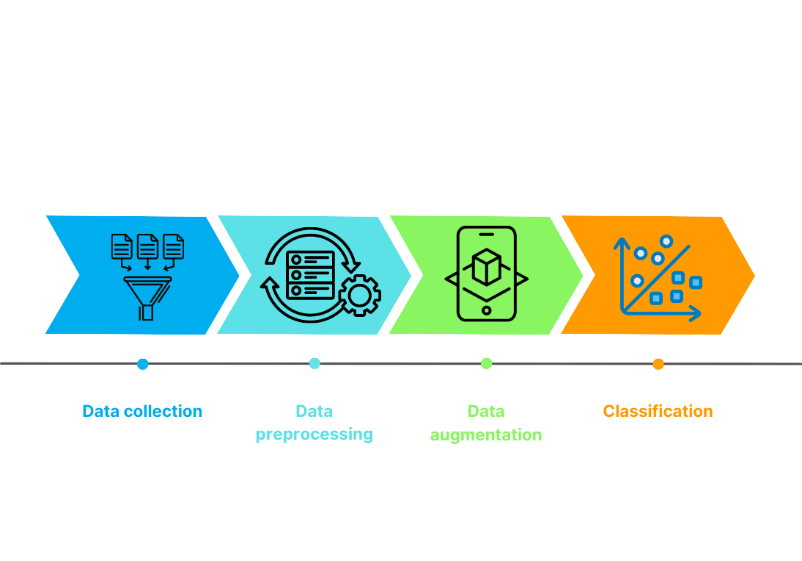 Data collection
Data
preprocessing
Data
augmentation
Classification